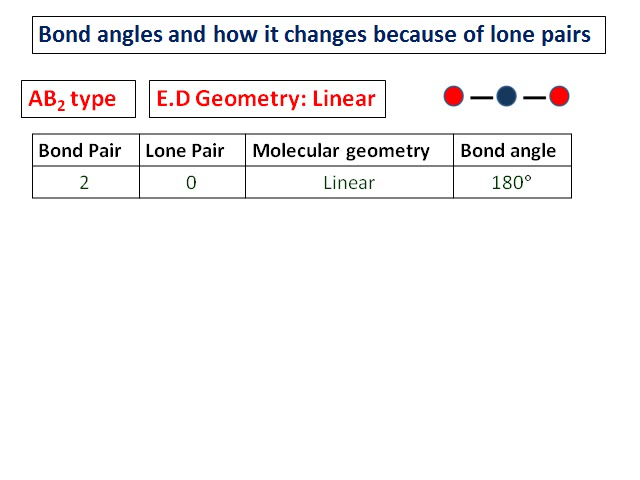 Bond angles and how it changes because of lone pairs
AB₂ type E.D Geometry: Linear
Bond Pair Lone Pair Molecular geometry Bond angle
2 0 Linear 180°